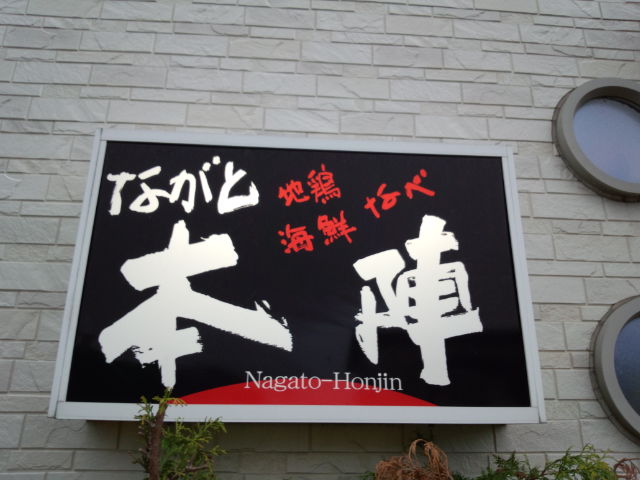 ながと
地鶏
海鮮
なべ
本陣
Nagato-Honjin